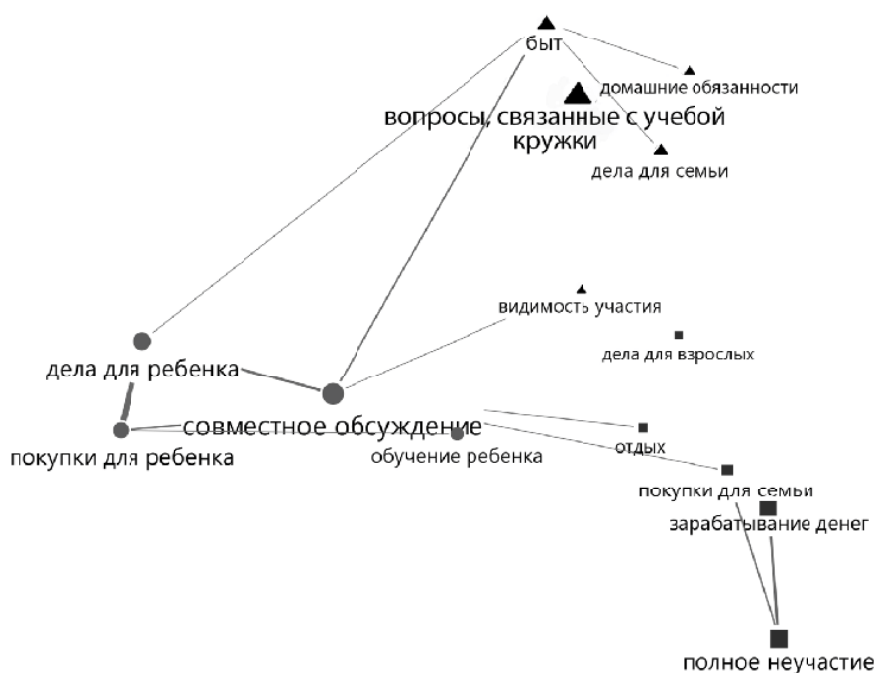 быт
домашние обязанности
вопросы, связанные с учебой
кружки
дела для семьи
видимость участия
дела для взрослых
дела для ребенка
совместное обсуждение
отдых
покупки для ребенка
обучение ребенка
покупки для семьи
зарабатывание денег
полное неучастие